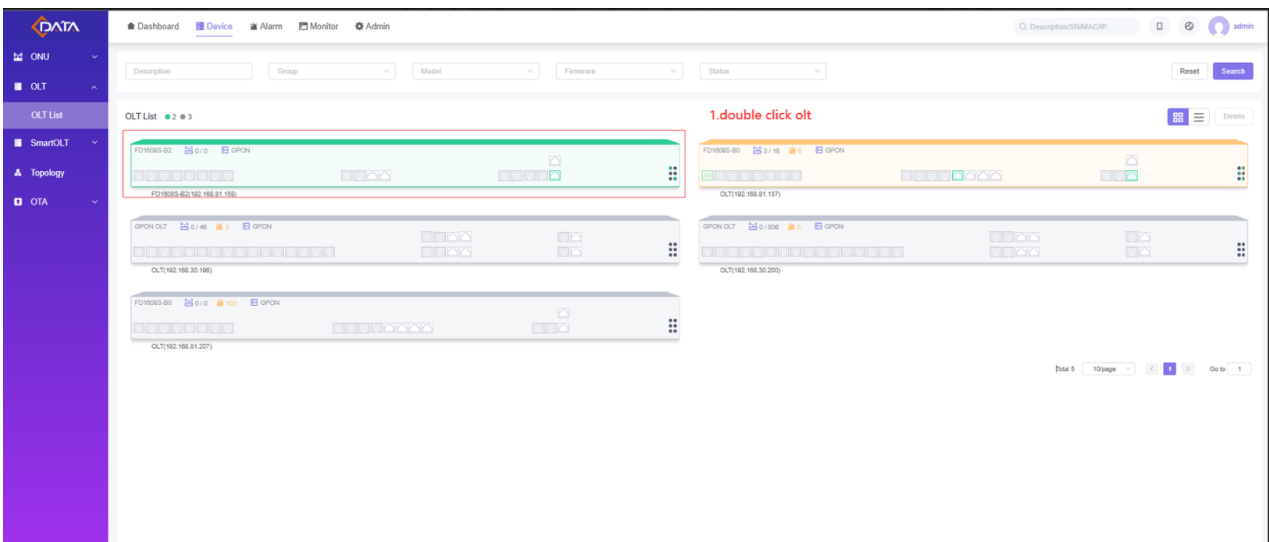 DATA
Dashboard Device Alarm Monitor Admin
Description/SN/MAC/IP
admin
ONU
OLT
OLT List
SmartOLT
Topology
OTA
Description Group Model Firmware Status
Reset Search
OLT List 2 3
1.double click olt
Delete
FD1608S-B2 0 / 0 GPON
FD1608S-B2(192.168.81.158)
FD1608S-B0 3 / 18 6 GPON
OLT(192.168.81.137)
GPON OLT 0 / 46 5 GPON
OLT(192.168.30.196)
GPON OLT 0 / 506 GPON
OLT(192.168.30.200)
FD1608S-B0 0 / 0 102 GPON
OLT(192.168.81.207)
Total 5 10/page < 1 > Go to 1